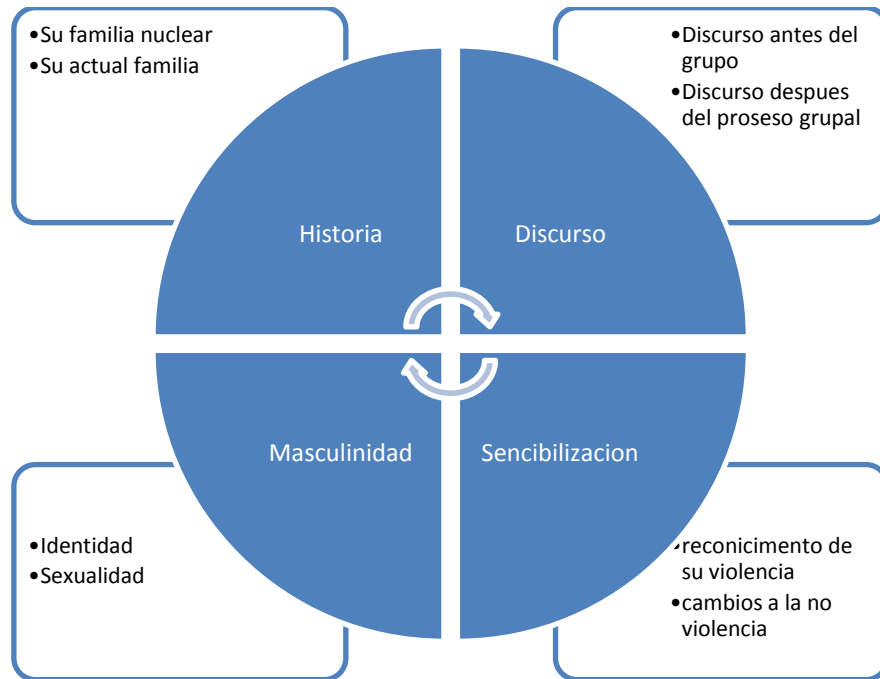 •Su familia nuclear
•Su actual familia
•Discurso antes del
grupo
•Discurso despues
del proseso grupal
Historia
Discurso
Masculinidad
Sencibilizacion
•Identidad
•Sexualidad
•reconicimento de
su violencia
•cambios a la no
violencia